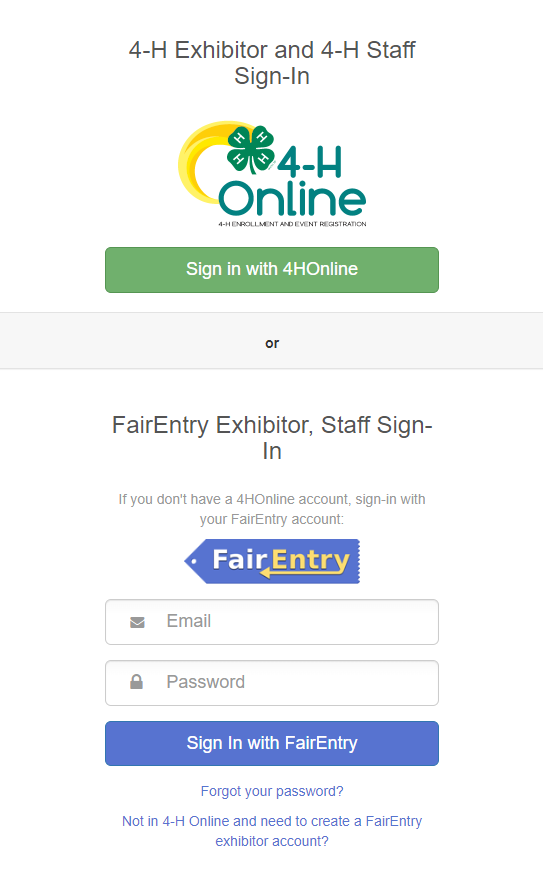 4-H Exhibitor and 4-H Staff
Sign-In
H H
H H
4-H
Online
4-H ENROLLMENT AND EVENT REGISTRATION
Sign in with 4HOnline
or
FairEntry Exhibitor, Staff Sign-
In
If you don't have a 4HOnline account, sign-in with
your FairEntry account:
FairEntry
Email
Password
Sign In with FairEntry
Forgot your password?
Not in 4-H Online and need to create a FairEntry
exhibitor account?